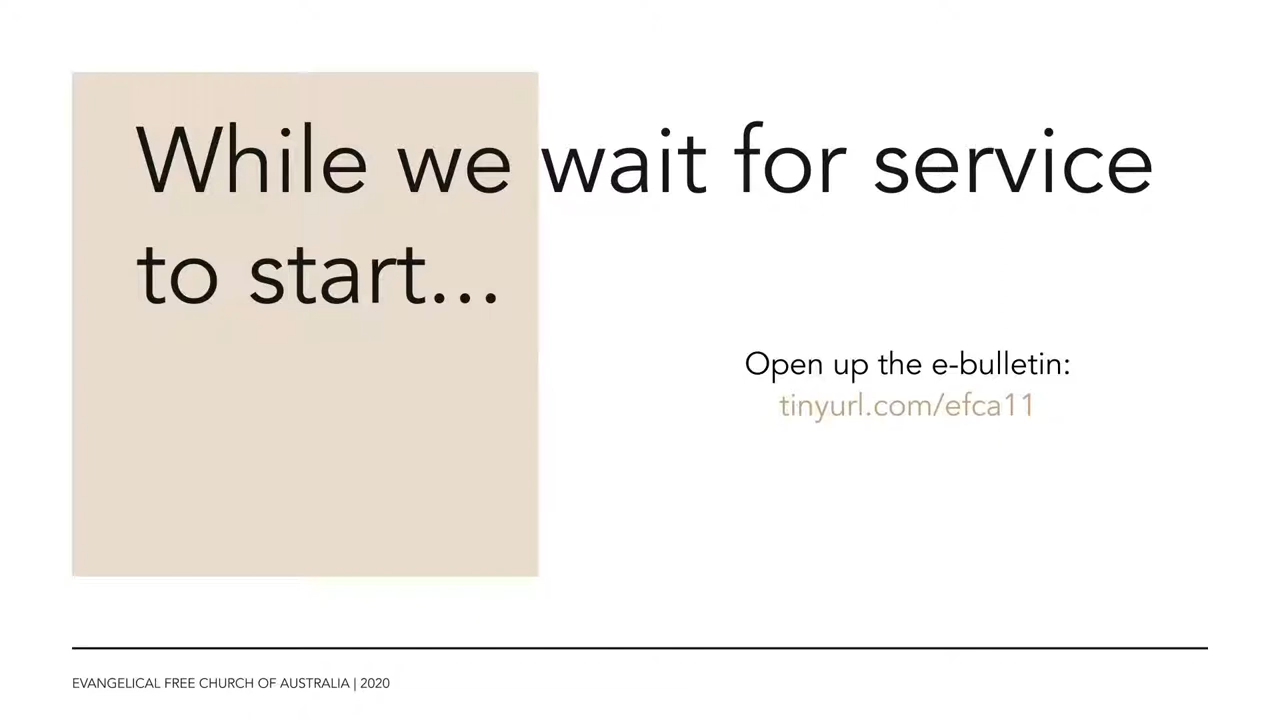 While we wait for service
to start...
Open up the e-bulletin:
tinyurl.com/efca11
EVANGELICAL FREE CHURCH OF AUSTRALIA | 2020